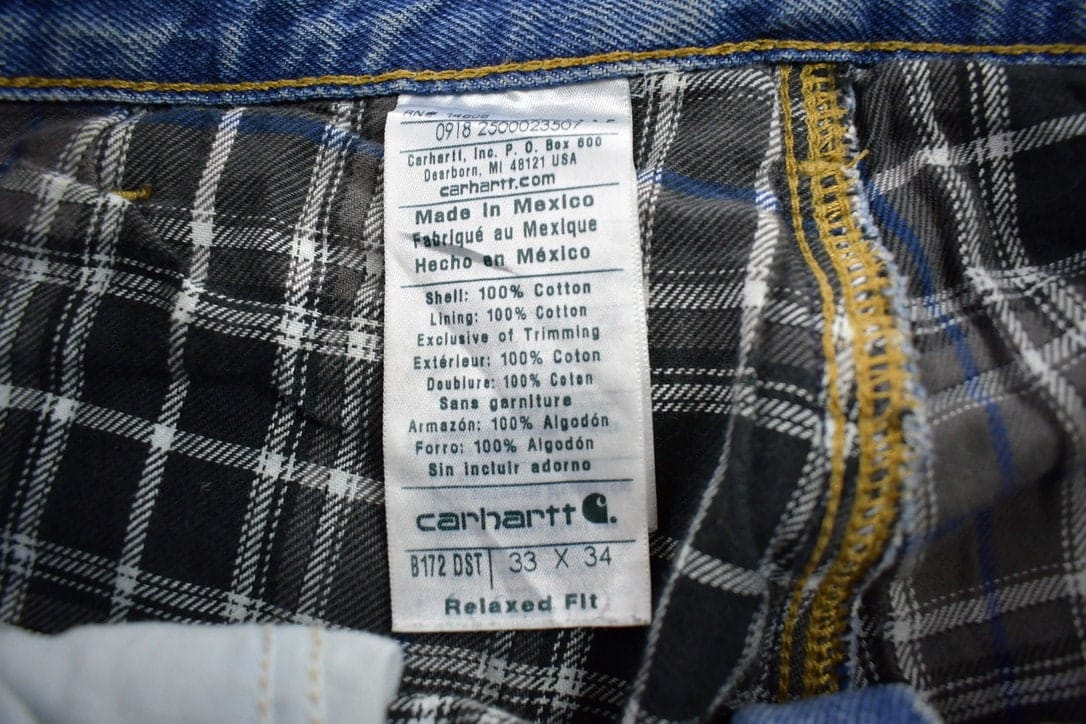 RN# 14806
0918 2500023507
Carhartt, Inc. P. O. Box 600
Dearborn, MI 48121 USA
carhartt.com
Made in Mexico
Fabriqué au Mexique
Hecho en México
Shell: 100% Cotton
Lining: 100% Cotton
Exclusive of Trimming
Extérieur: 100% Coton
Doublure: 100% Coton
Sans garniture
Armazón: 100% Algodón
Forro: 100% Algodón
Sin incluir adorno
carhartt
B172 DST 33 X 34
Relaxed Fit